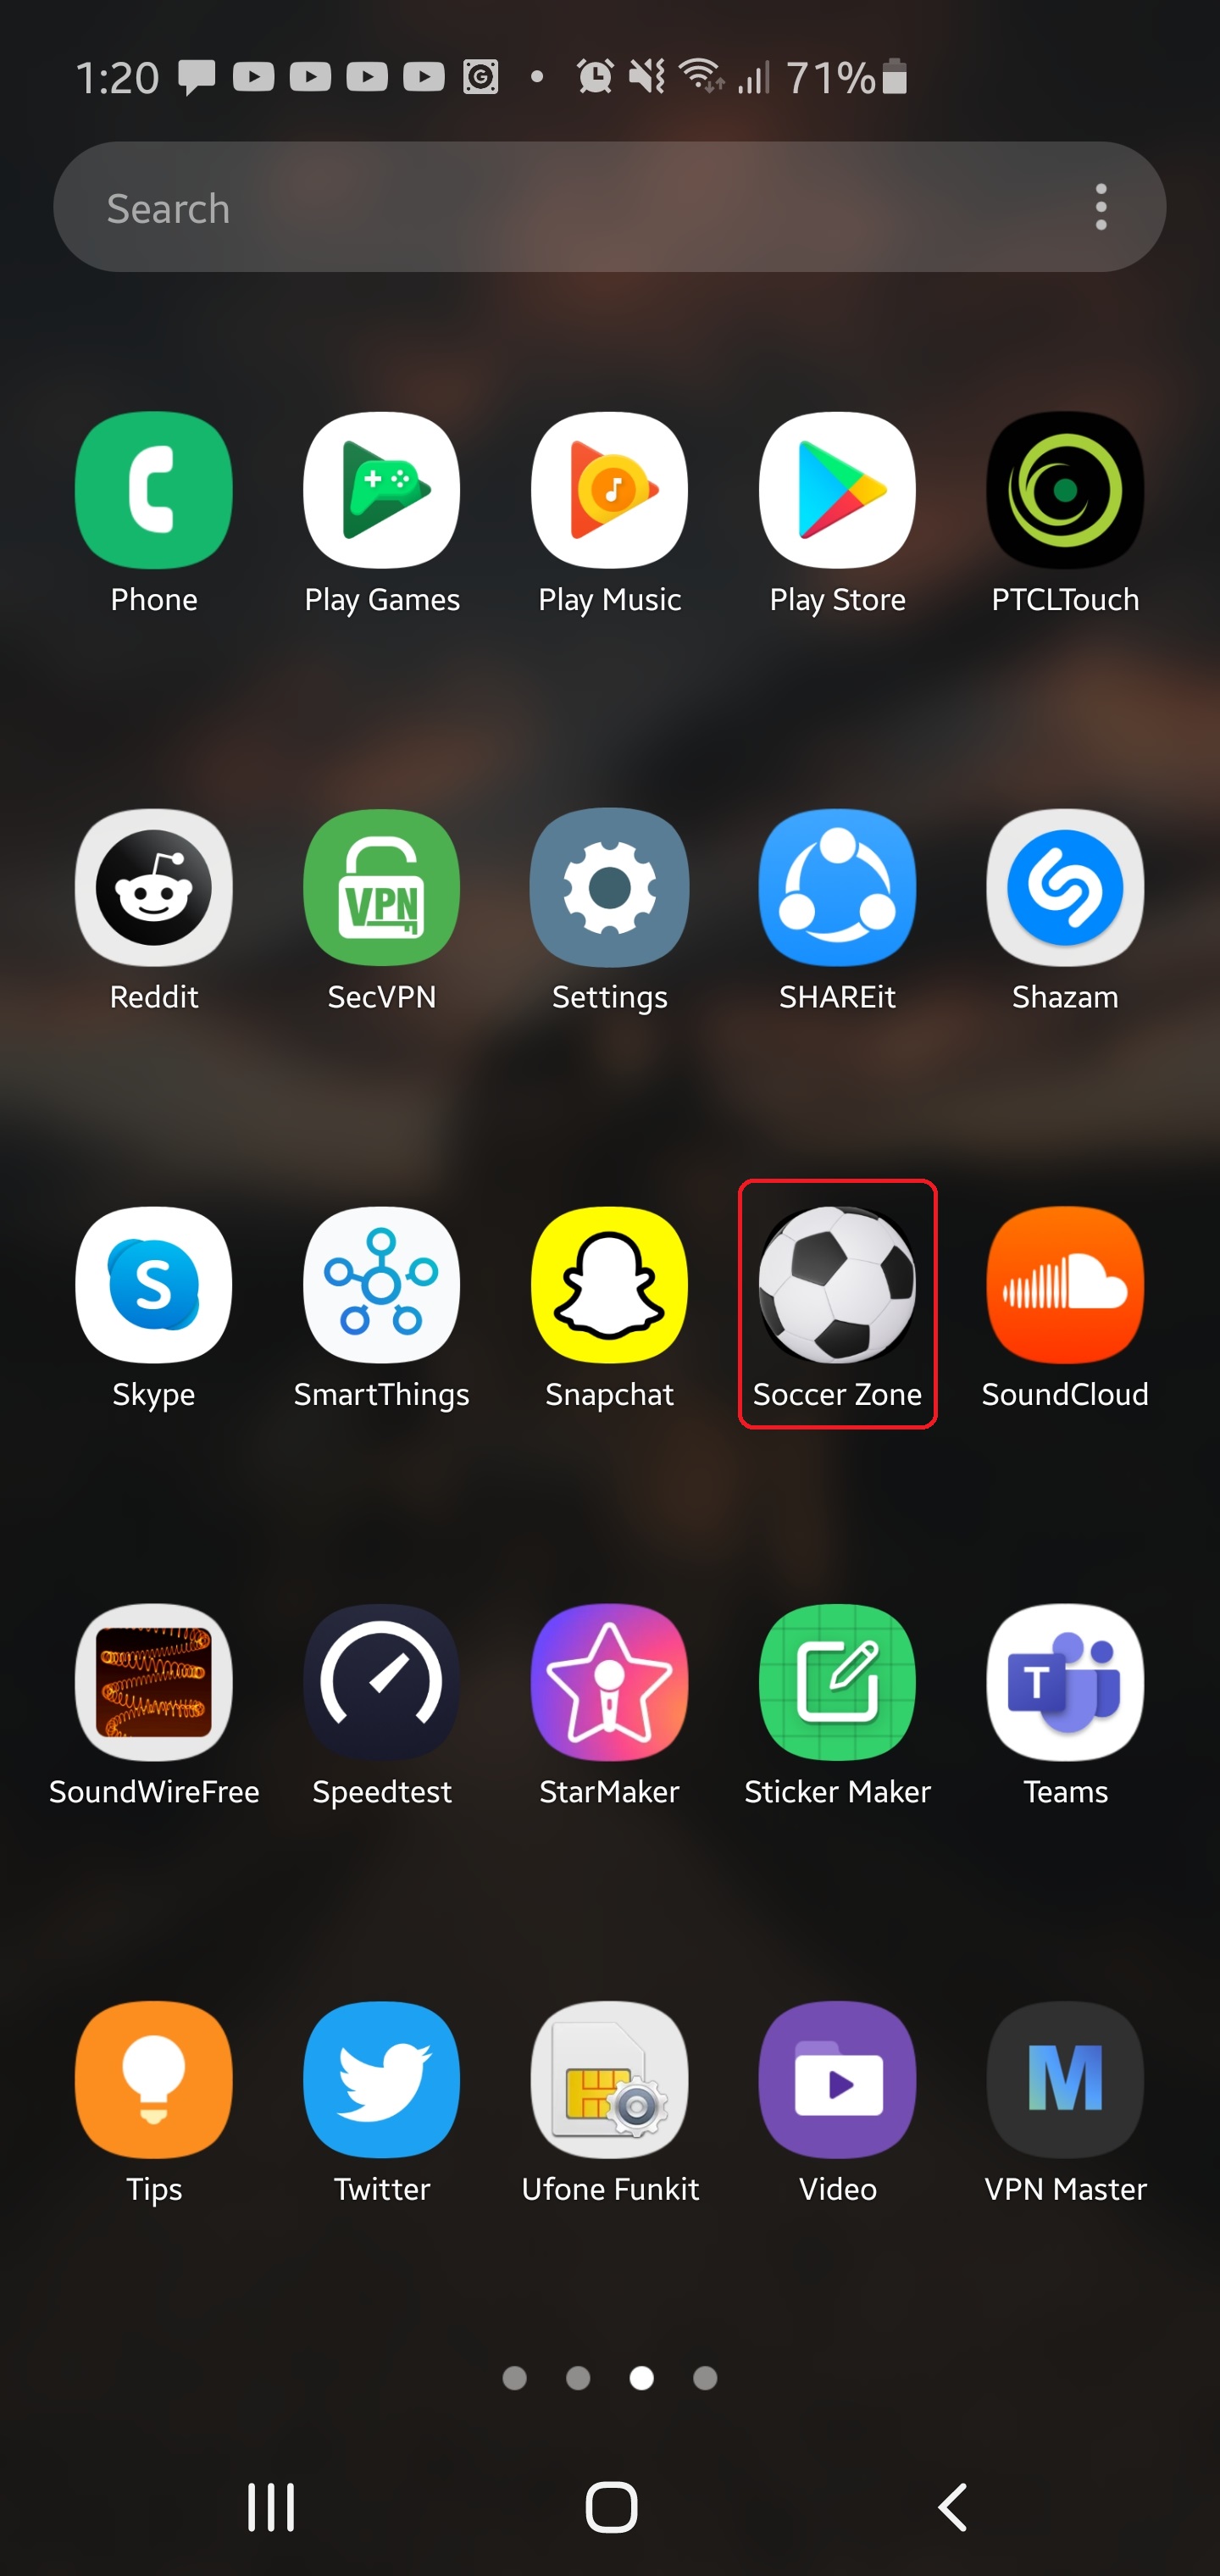 1:20 71%
Search
Phone Play Games Play Music Play Store PTCLTouch
VPN
Reddit SecVPN Settings SHAREit Shazam
S
Skype SmartThings Snapchat Soccer Zone SoundCloud
T
SoundWireFree Speedtest StarMaker Sticker Maker Teams
M
Tips Twitter Ufone Funkit Video VPN Master